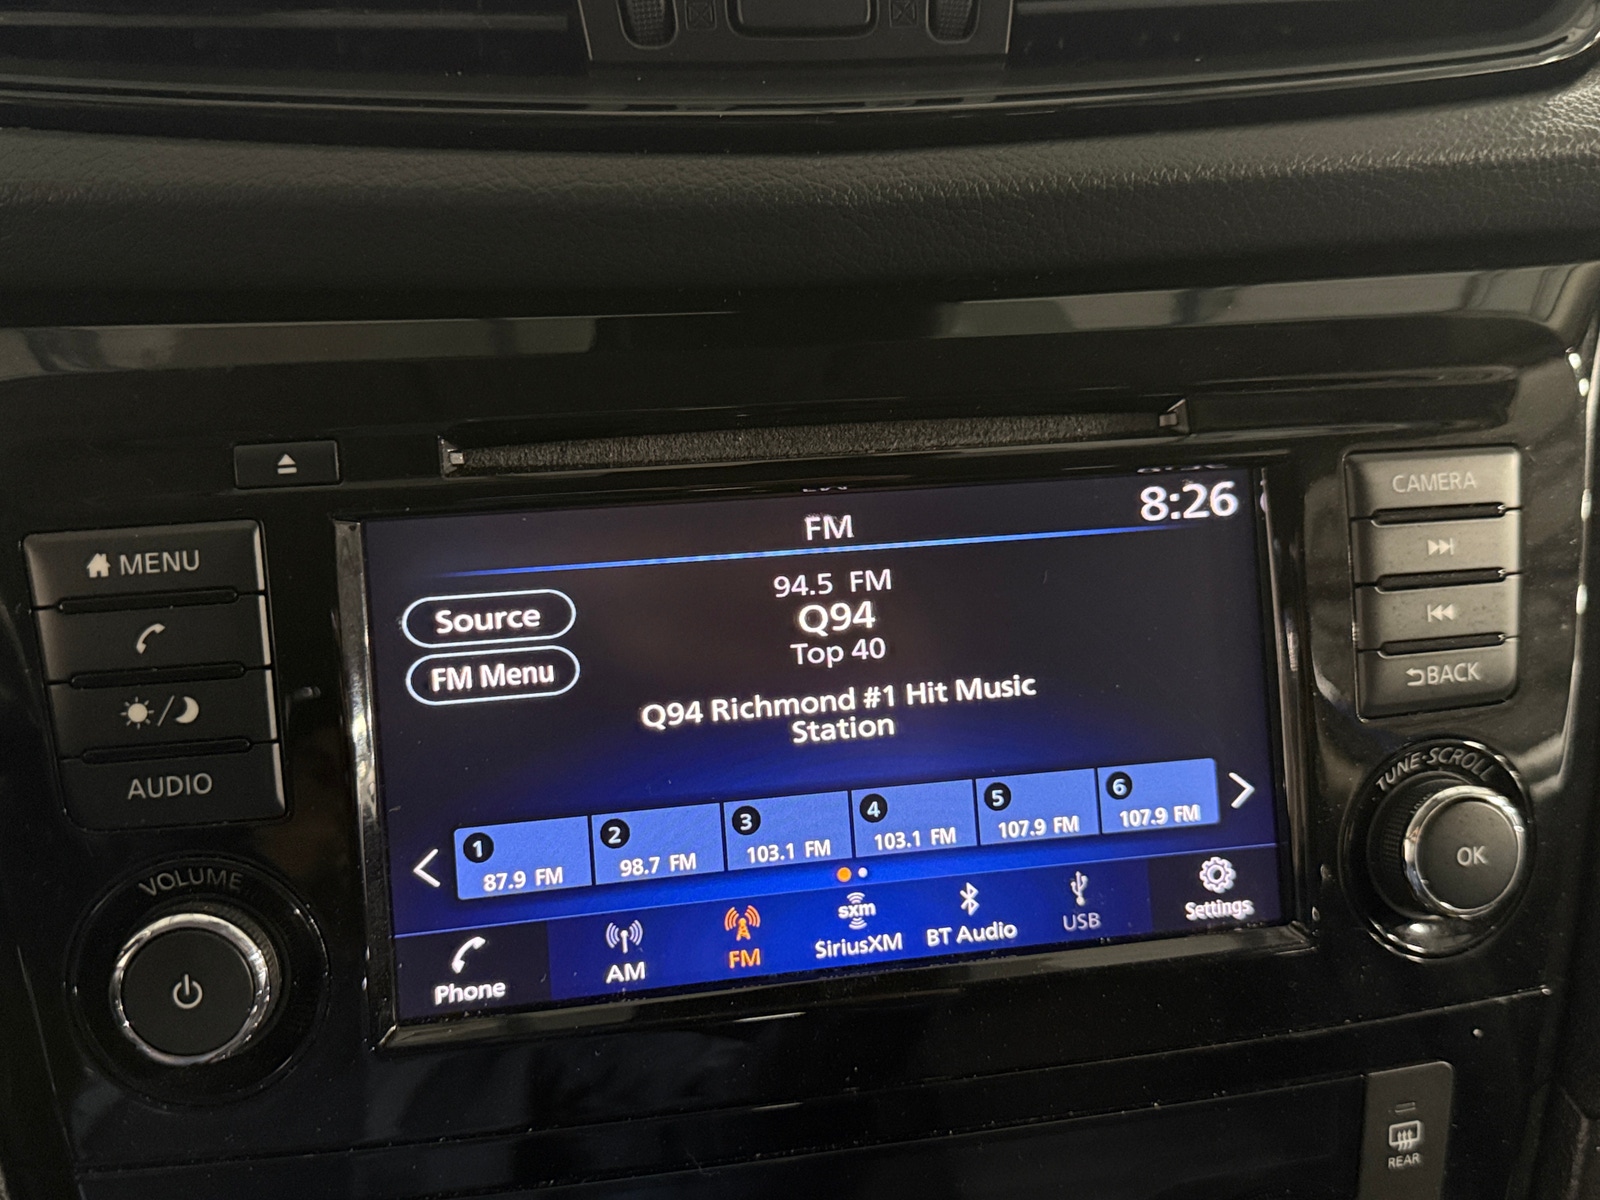 MENU
AUDIO
VOLUME
FM
8:26
Source
FM Menu
94.5 FM
Q94
Top 40
Q94 Richmond #1 Hit Music
Station
1
87.9 FM
2
98.7 FM
3
103.1 FM
4
103.1 FM
5
107.9 FM
6
107.9 FM
Phone
AM
FM
sxm
SiriusXM
BT Audio
USB
Settings
CAMERA
BACK
TUNE·SCROLL
OK
REAR